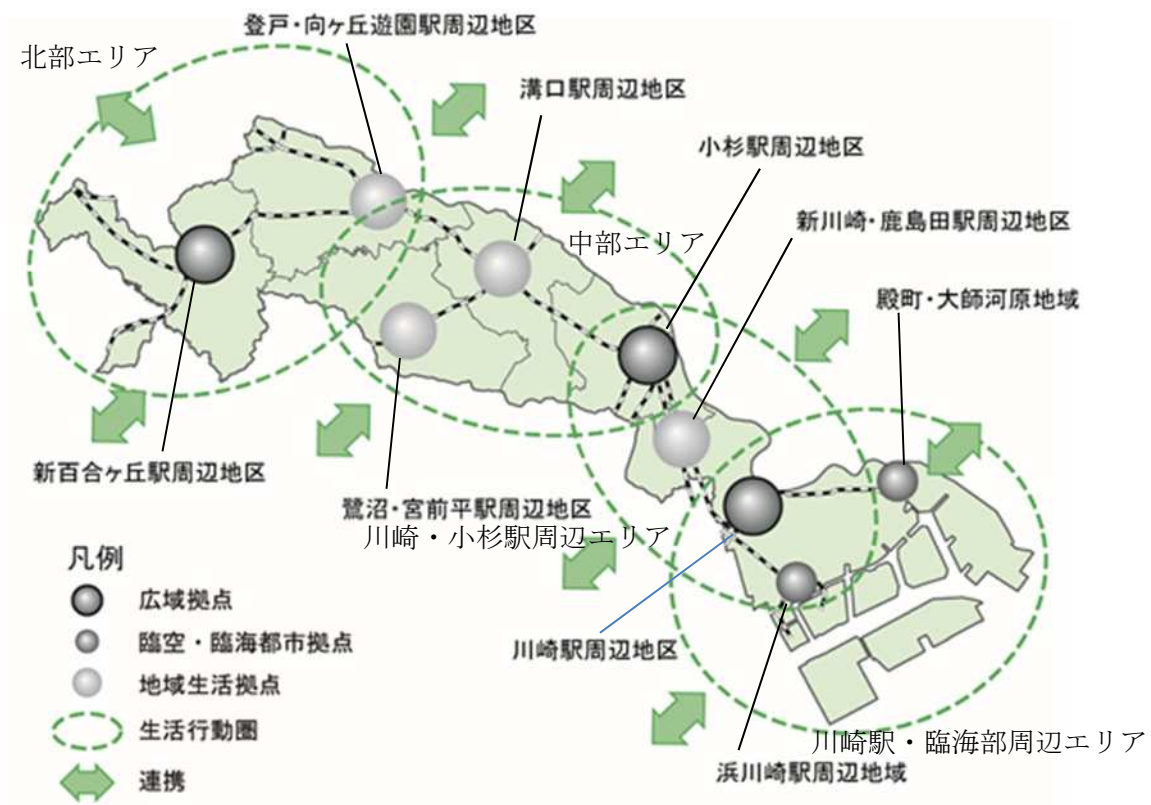 登戸・向ヶ丘遊園駅周辺地区
北部エリア
溝口駅周辺地区
小杉駅周辺地区
新川崎・鹿島田駅周辺地区
中部エリア
殿町・大師河原地域
新百合ヶ丘駅周辺地区
鷺沼・宮前平駅周辺地区
川崎・小杉駅周辺エリア
凡例
広域拠点
臨空・臨海都市拠点
地域生活拠点
生活行動圏
連携
川崎駅周辺地区
川崎駅・臨海部周辺エリア
浜川崎駅周辺地域